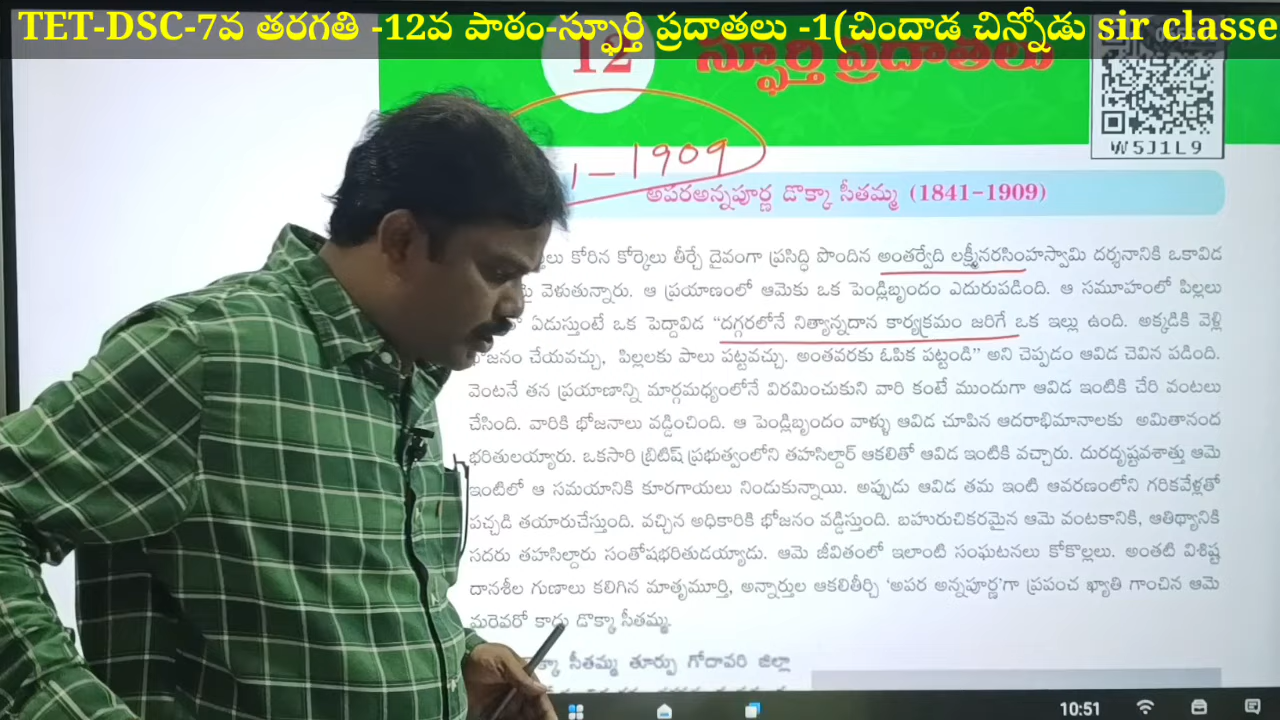 TET-DSC-7వ తరగతి -12వ పాఠం-స్ఫూర్తి ప్రదాతలు -1(చిందాడ చిన్నోడు sir classe
12 స్ఫూర్తి ప్రదాతలు
W5J1L9
1 – 1909
అపరఅన్నపూర్ణ డొక్కా సీతమ్మ (1841-1909)
కోరిన కోర్కెలు తీర్చే దైవంగా ప్రసిద్ధి పొందిన అంతర్వేది లక్ష్మీనరసింహస్వామి దర్శనానికి ఒకావిడ
వెళుతున్నారు. ఆ ప్రయాణంలో ఆమెకు ఒక పెండ్లిబృందం ఎదురుపడింది. ఆ సమూహంలో పిల్లలు
ఏడుస్తుంటే ఒక పెద్దావిడ “దగ్గరలోనే నిత్యాన్నదాన కార్యక్రమం జరిగే ఒక ఇల్లు ఉంది. అక్కడికి వెళ్లి
చేయవచ్చు, పిల్లలకు పాలు పట్టవచ్చు. అంతవరకు ఓపిక పట్టండి” అని చెప్పడం ఆవిడ చెవిన పడింది.
వెంటనే తన ప్రయాణాన్ని మార్గమధ్యంలోనే విరమించుకుని వారి కంటే ముందుగా ఆవిడ ఇంటికి చేరి వంటలు
చేసింది. వారికి భోజనాలు వడ్డించింది. ఆ పెండ్లిబృందం వాళ్ళు ఆవిడ చూపిన ఆదరాభిమానాలకు అమితానంద
భరితులయ్యారు. ఒకసారి బ్రిటిష్ ప్రభుత్వంలోని తహసిల్దార్ ఆకలితో ఆవిడ ఇంటికి వచ్చారు. దురదృష్టవశాత్తు ఆమె
ఇంటిలో ఆ సమయానికి కూరగాయలు నిండుకున్నాయి. అప్పుడు ఆవిడ తమ ఇంటి ఆవరణంలోని గరికవేళ్లతో
పచ్చడి తయారుచేస్తుంది. వచ్చిన అధికారికి భోజనం వడ్డిస్తుంది. బహురుచికరమైన ఆమె వంటకానికి, ఆతిథ్యానికి
సదరు తహసిల్దారు సంతోషభరితుడయ్యాడు. ఆమె జీవితంలో ఇలాంటి సంఘటనలు కోకొల్లలు. అంతటి విశిష్ట
దానశీల గుణాలు కలిగిన మాతృమూర్తి, అన్నార్తుల ఆకలితీర్చి ‘అపర అన్నపూర్ణ’గా ప్రపంచ ఖ్యాతి గాంచిన ఆమె
మరెవరో కాదు డొక్కా సీతమ్మ.
సీతమ్మ తూర్పు గోదావరి జిల్లా
10:51